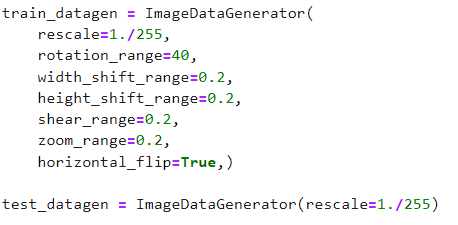 train_datagen = ImageDataGenerator(
    rescale=1./255,
    rotation_range=40,
    width_shift_range=0.2,
    height_shift_range=0.2,
    shear_range=0.2,
    zoom_range=0.2,
    horizontal_flip=True,)

test_datagen = ImageDataGenerator(rescale=1./255)